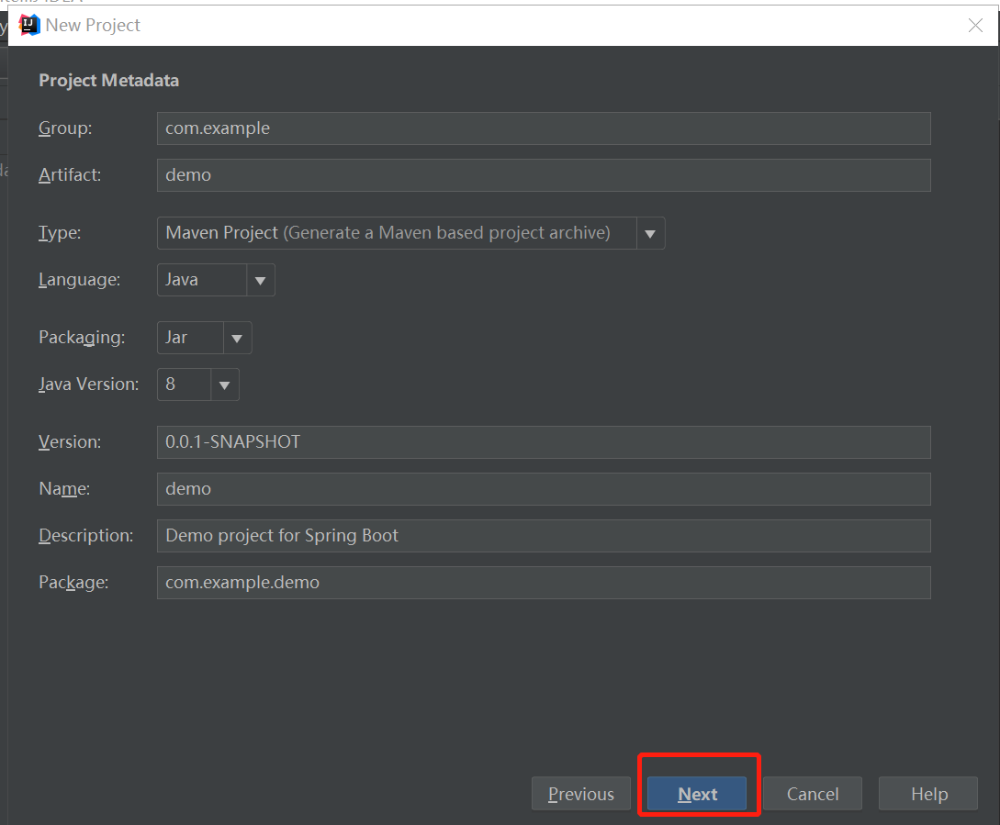 New Project
Project Metadata
Group: com.example
Artifact: demo
Type: Maven Project (Generate a Maven based project archive)
Language: Java
Packaging: Jar
Java Version: 8
Version: 0.0.1-SNAPSHOT
Name: demo
Description: Demo project for Spring Boot
Package: com.example.demo
Previous Next Cancel Help